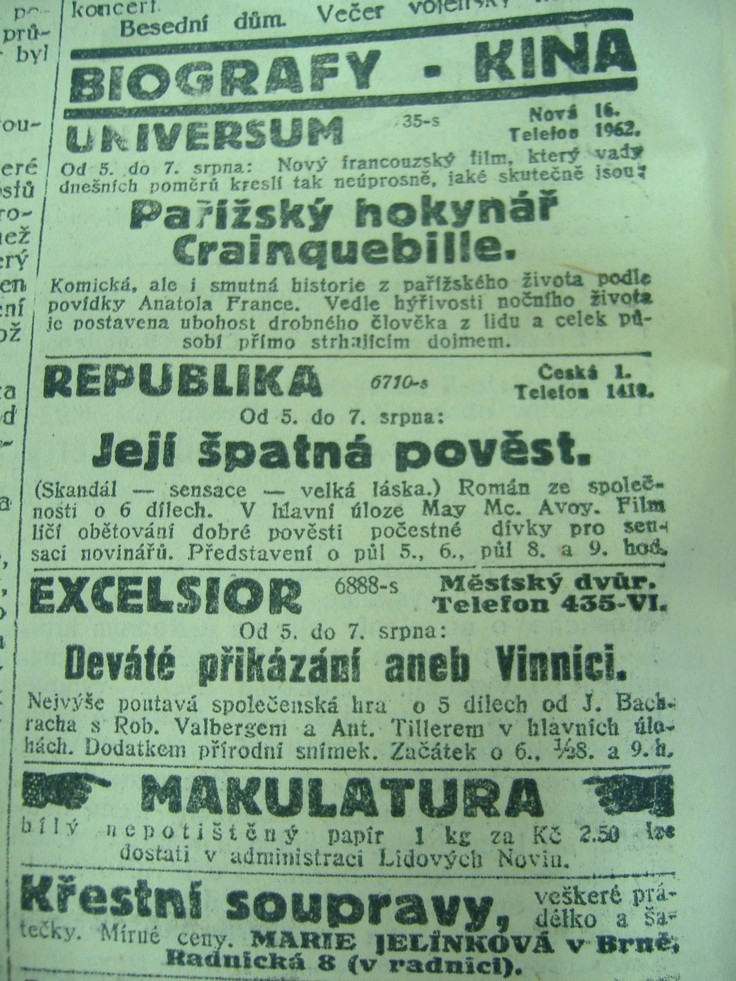 koncert.
Besední dům. Večer
prů-
byl
BIOGRAFY - KINA
UNIVERSUM 35-s Nová 16.
Telefon 1962.
Od 5. do 7. srpna: Nový francouzský film, který vady
dnešních poměrů kreslí tak neúprosně, jaké skutečně jsou:
Pařížský hokynář
Crainquebille.
Komická, ale i smutná historie z pařížského života podle
povídky Anatola France. Vedle hýřivosti nočního života
je postavena ubohost drobného človčka z lidu a celek pů-
sobí přímo strhujícím dojmem.
REPUBLIKA 6710-s Česká 1.
Telefon 1418.
Od 5. do 7. srpna:
Její špatná pověst.
(Skandál — sensace — velká láska.) Román ze společ-
nosti o 6 dílech. V hlavní úloze May Mc. Avoy. Film
líčí obětování dobré pověsti počestné dívky pro sen-
saci novinářů. Představení o půl 5., 6., půl 8. a 9. hod.
EXCELSIOR 6888-s Městský dvůr.
Telefon 435-VI.
Od 5. do 7. srpna:
Deváté přikázání aneb Vinníci.
Nejvýše poutavá společenská hra o 5 dílech od J. Bach-
racha s Rob. Valbergem a Ant. Tillerem v hlavních úlo-
hách. Dodatkem přírodní snímek. Začátek o 6., ½8. a 9. h.
MAKULATURA
bílý nepotištěný papír 1 kg za Kč 2.50 lze
dostati v administraci Lidových Novin.
Křestní soupravy, veškeré prá-
délko a ša-
tečky. Mírné ceny. MARIE JELÍNKOVÁ v Brně,
Radnická 8 (v radnici).